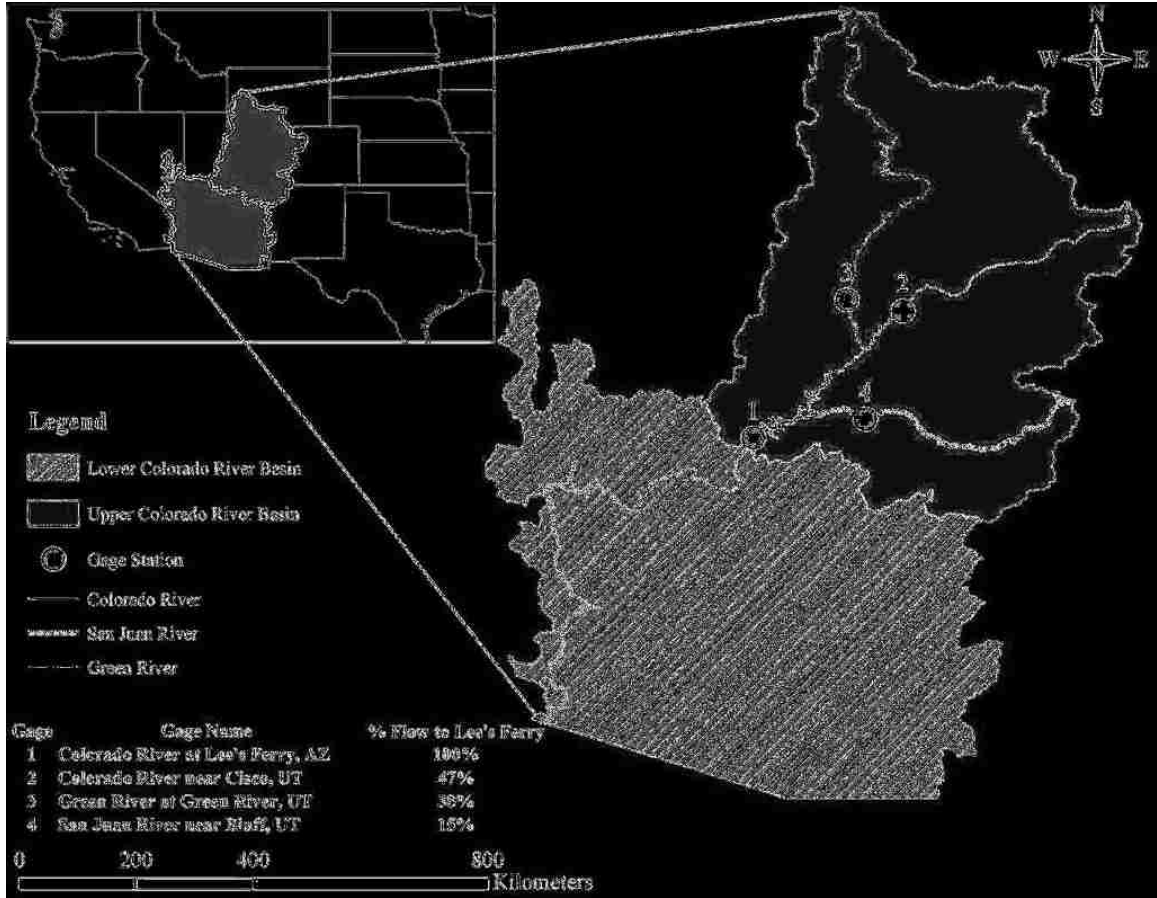 N
W E
S
3
2
4
1
Legend
Lower Colorado River Basin
Upper Colorado River Basin
Gage Station
Colorado River
San Juan River
Green River
Gage Gage Name % Flow to Lee's Ferry
1 Colorado River at Lee's Ferry, AZ 100%
2 Colorado River near Cisco, UT 47%
3 Green River at Green River, UT 38%
4 San Juan River near Bluff, UT 15%
0 200 400 800
Kilometers